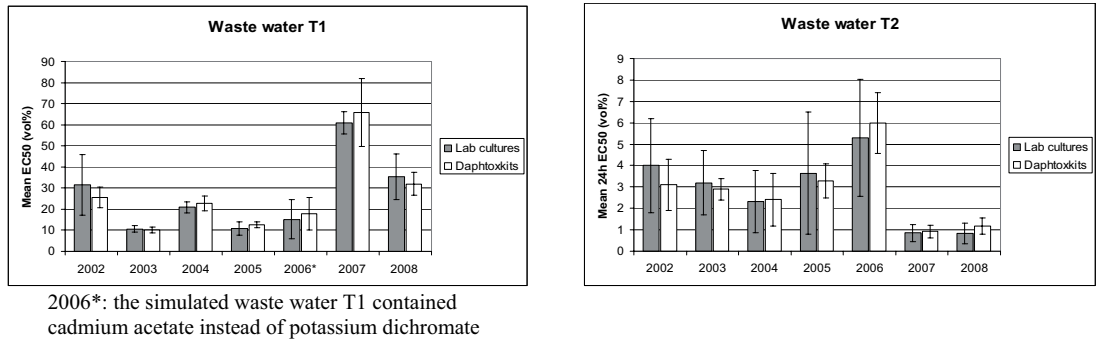 Waste water T1
Mean EC50 (vol%)
90
80
70
60
50
40
30
20
10
0
2002 2003 2004 2005 2006* 2007 2008
Lab cultures
Daphtoxkits
2006*: the simulated waste water T1 contained
cadmium acetate instead of potassium dichromate
Waste water T2
Mean 24h EC50 (vol%)
9
8
7
6
5
4
3
2
1
0
2002 2003 2004 2005 2006 2007 2008
Lab cultures
Daphtoxkits